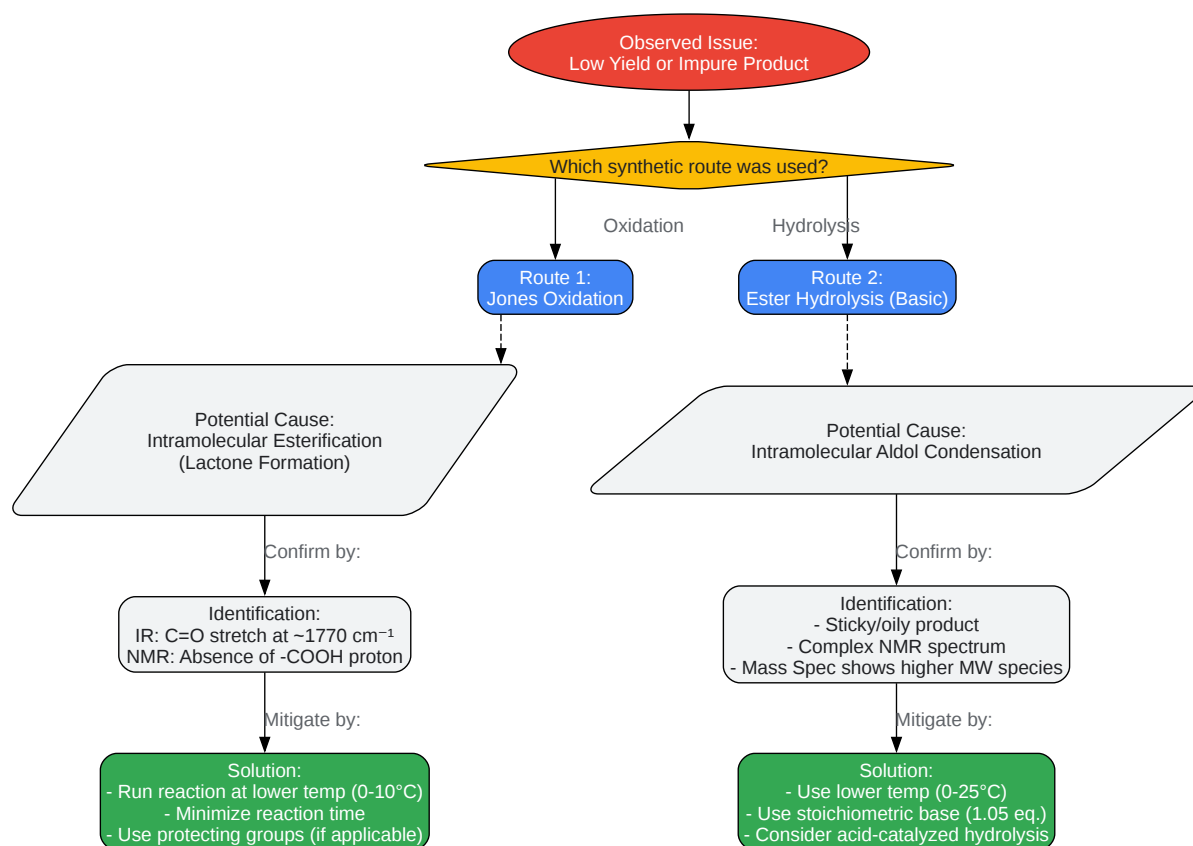 Observed Issue:
Low Yield or Impure Product
Which synthetic route was used?
Oxidation
Hydrolysis
Route 1:
Jones Oxidation
Route 2:
Ester Hydrolysis (Basic)
Potential Cause:
Intramolecular Esterification
(Lactone Formation)
Potential Cause:
Intramolecular Aldol Condensation
Confirm by:
Confirm by:
Identification:
IR: C=O stretch at ~1770 cm⁻¹
NMR: Absence of -COOH proton
Identification:
- Sticky/oily product
- Complex NMR spectrum
- Mass Spec shows higher MW species
Mitigate by:
Mitigate by:
Solution:
- Run reaction at lower temp (0-10°C)
- Minimize reaction time
- Use protecting groups (if applicable)
Solution:
- Use lower temp (0-25°C)
- Use stoichiometric base (1.05 eq.)
- Consider acid-catalyzed hydrolysis